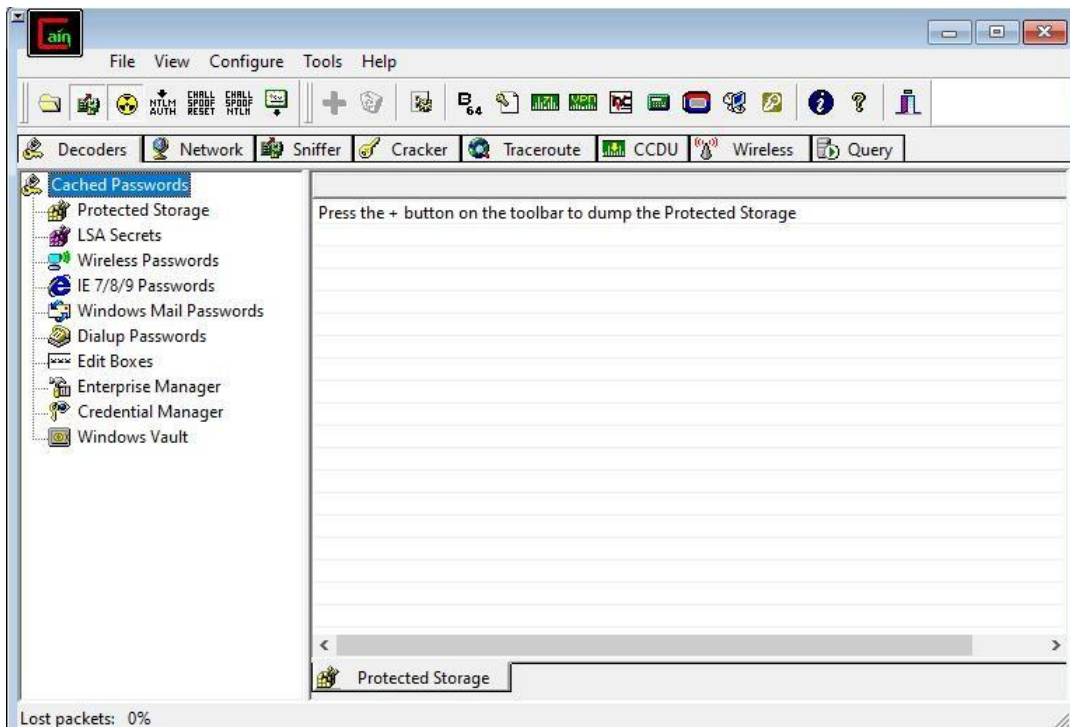 Cain
File View Configure Tools Help
NTLM AUTH CHALL SPOOF RESET CHALL SPOOF NTLM B64 VPN
Decoders Network Sniffer Cracker Traceroute CCDU Wireless Query
Cached Passwords
Protected Storage
LSA Secrets
Wireless Passwords
IE 7/8/9 Passwords
Windows Mail Passwords
Dialup Passwords
Edit Boxes
Enterprise Manager
Credential Manager
Windows Vault
Press the + button on the toolbar to dump the Protected Storage
Protected Storage
Lost packets: 0%